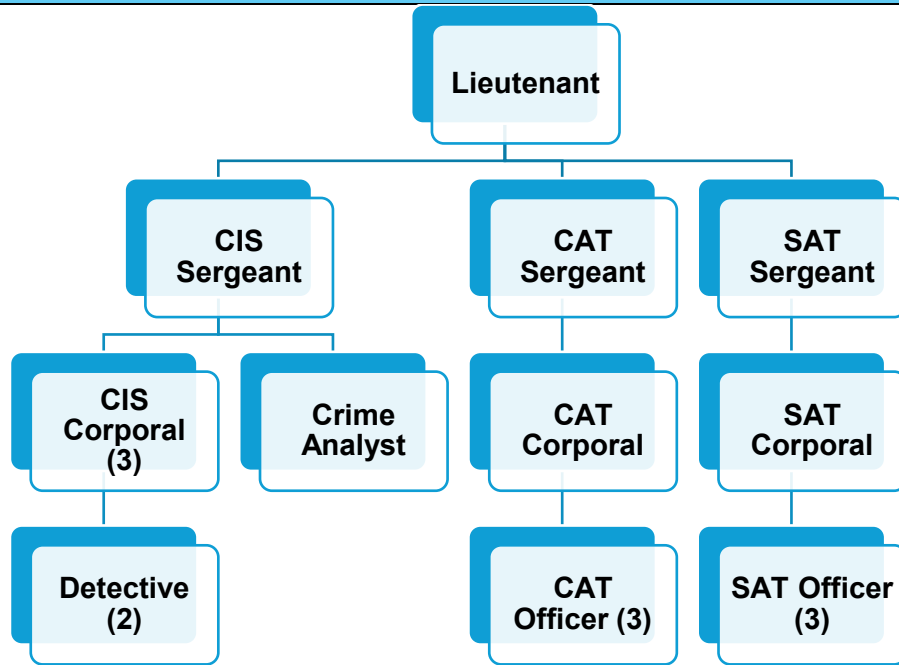 Lieutenant
CIS
Sergeant
CAT
Sergeant
SAT
Sergeant
CIS
Corporal
(3)
Crime
Analyst
CAT
Corporal
SAT
Corporal
Detective
(2)
CAT
Officer (3)
SAT Officer
(3)